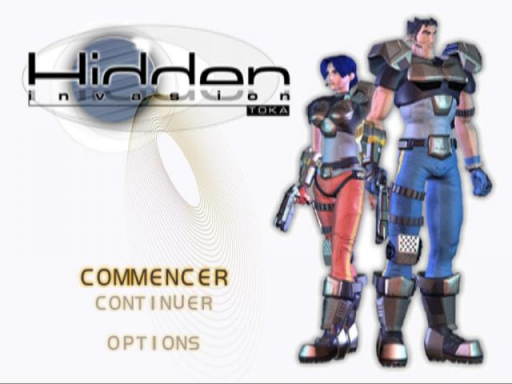 Hidden
invasion
TOKA
COMMENCER
CONTINUER
OPTIONS